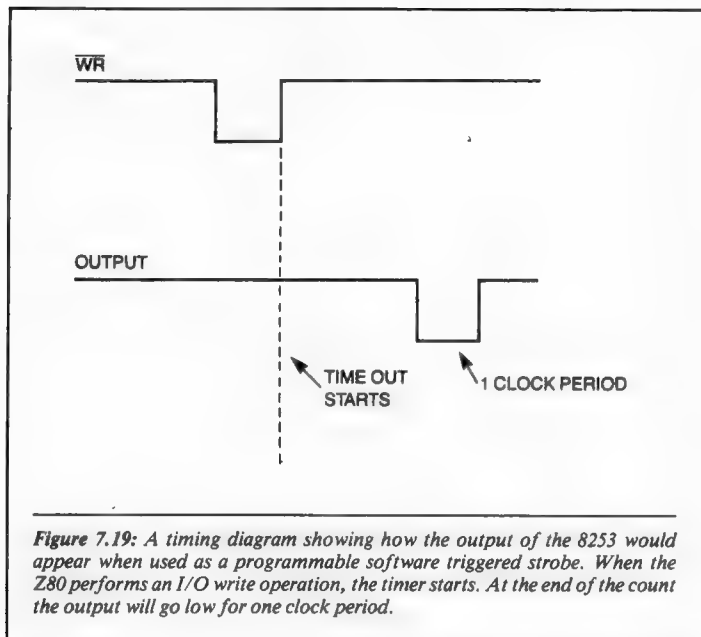 WR
OUTPUT
TIME OUT
STARTS
1 CLOCK PERIOD
Figure 7.19: A timing diagram showing how the output of the 8253 would
appear when used as a programmable software triggered strobe. When the
Z80 performs an I/O write operation, the timer starts. At the end of the count
the output will go low for one clock period.